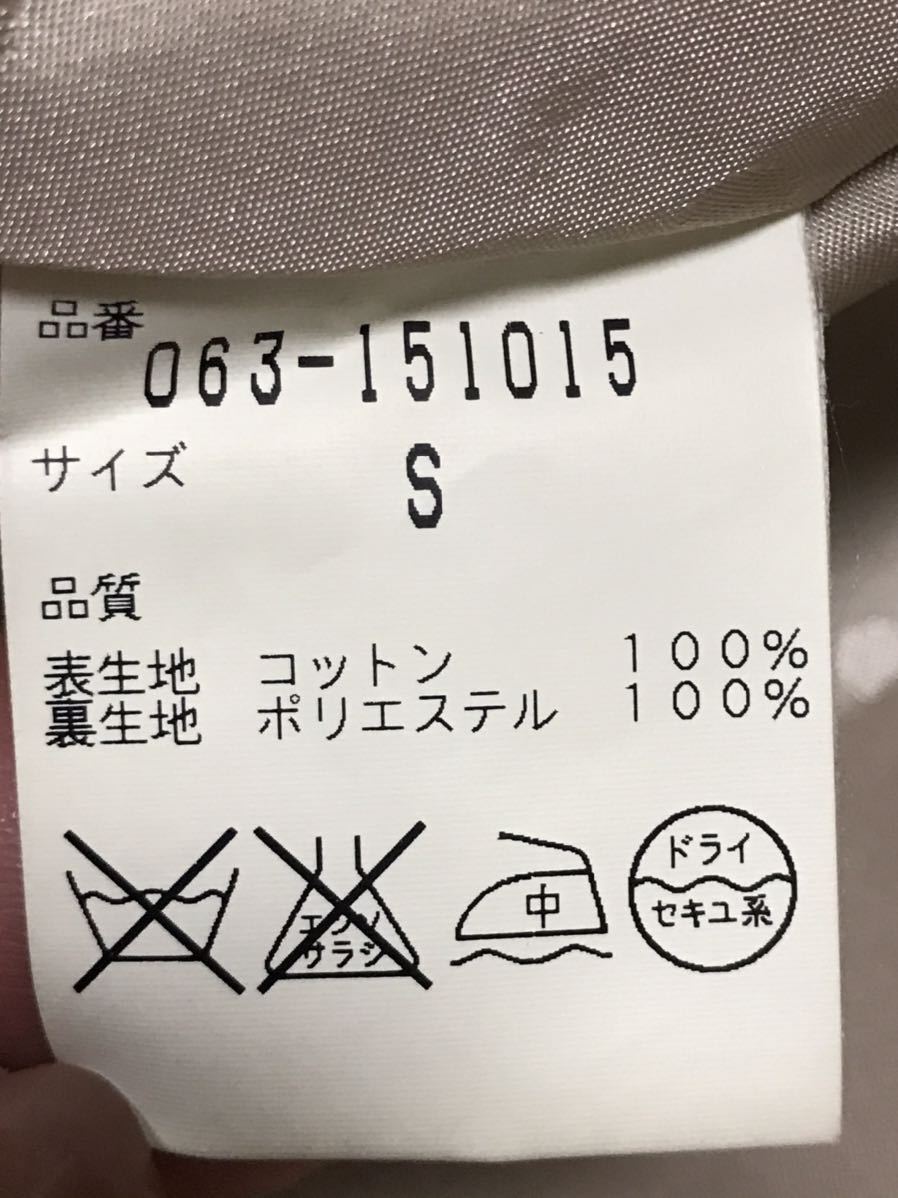 品番
063-151015
サイズ S
品質
表生地 コットン 100%
裏生地 ポリエステル 100%
エンソ
サラシ
中
ドライ
セキユ系